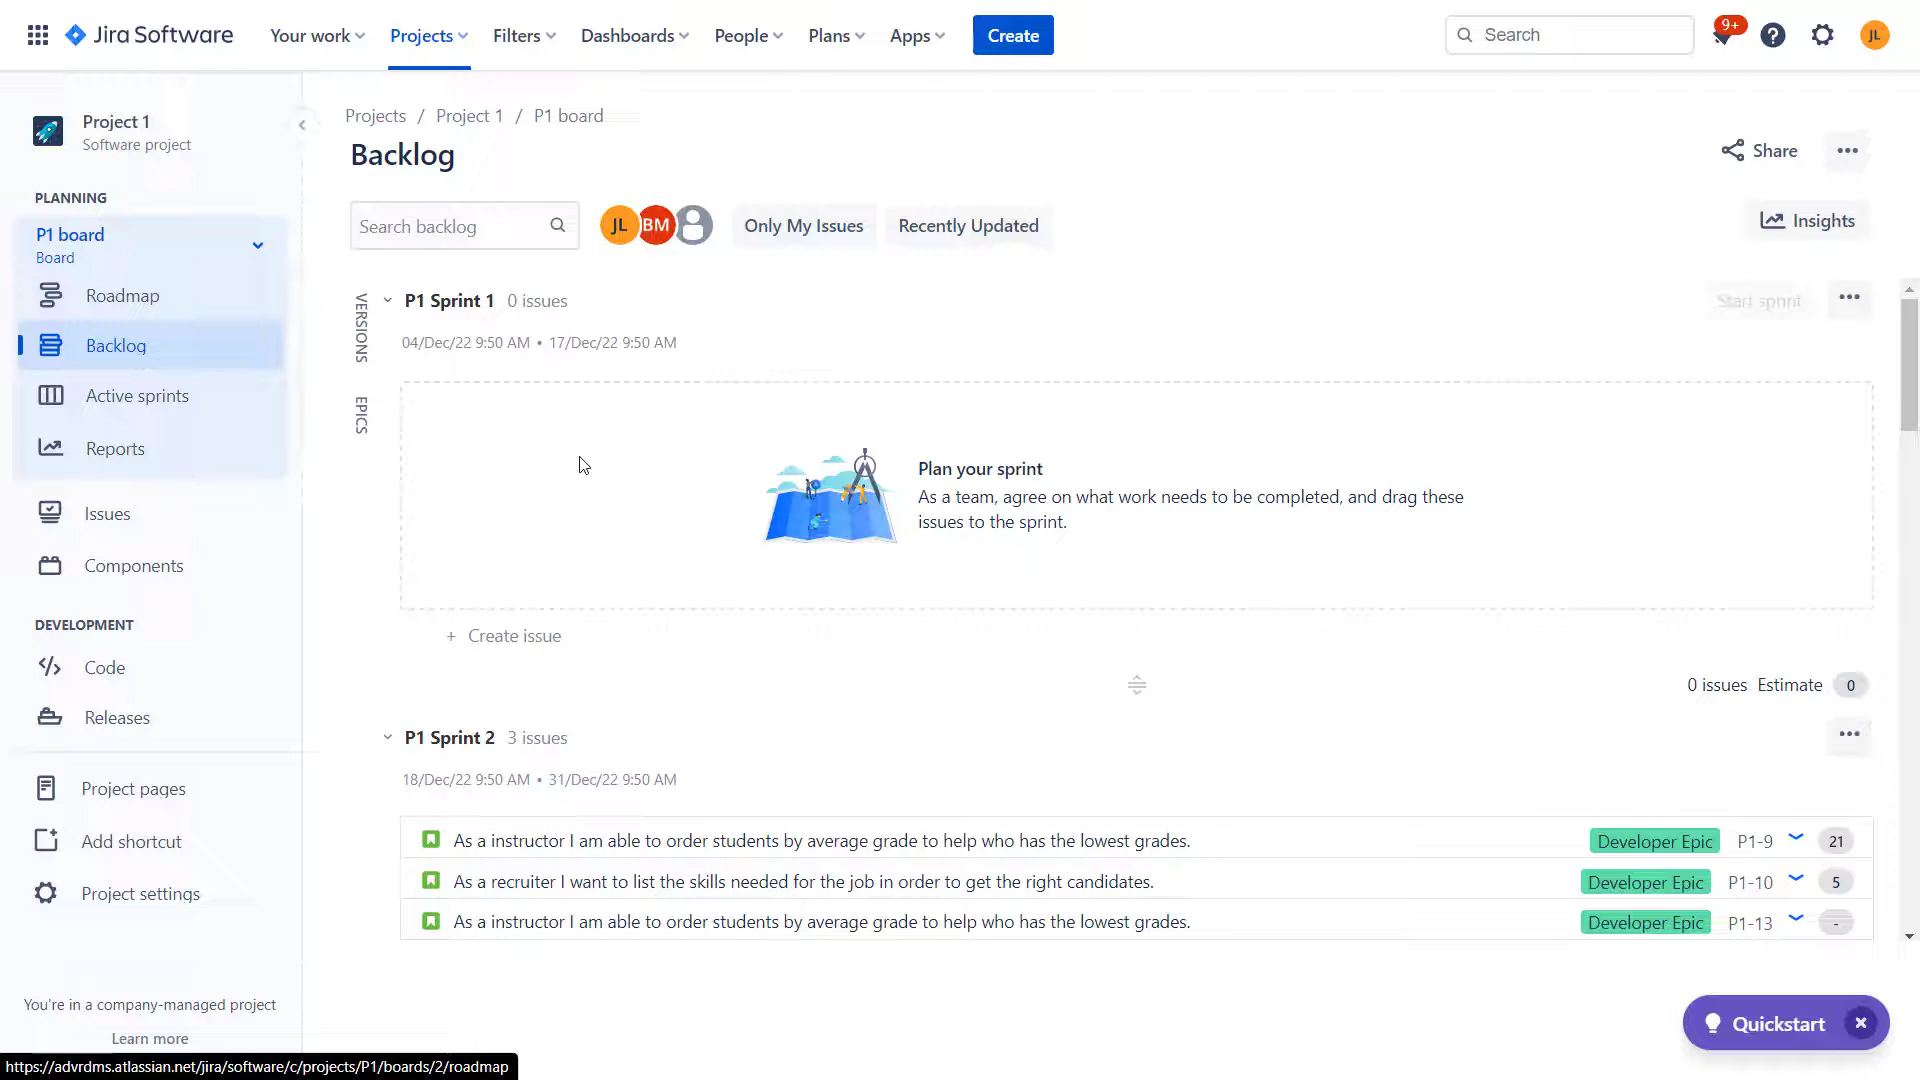 Jira Software
Your work
Projects
Filters
Dashboards
People
Plans
Apps
Create
Search
9+
JL
Project 1
Software project
PLANNING
P1 board
Board
Roadmap
Backlog
Active sprints
Reports
Issues
Components
DEVELOPMENT
Code
Releases
Project pages
Add shortcut
Project settings
You're in a company-managed project
Learn more
https://advrdms.atlassian.net/jira/software/c/projects/P1/boards/2/roadmap
Projects / Project 1 / P1 board
Backlog
Share
Search backlog
JL
BM
Only My Issues
Recently Updated
Insights
VERSIONS
EPICS
P1 Sprint 1 0 issues
Start sprint
04/Dec/22 9:50 AM • 17/Dec/22 9:50 AM
Plan your sprint
As a team, agree on what work needs to be completed, and drag these
issues to the sprint.
+ Create issue
0 issues Estimate 0
P1 Sprint 2 3 issues
18/Dec/22 9:50 AM • 31/Dec/22 9:50 AM
As a instructor I am able to order students by average grade to help who has the lowest grades. Developer Epic P1-9 21
As a recruiter I want to list the skills needed for the job in order to get the right candidates. Developer Epic P1-10 5
As a instructor I am able to order students by average grade to help who has the lowest grades. Developer Epic P1-13 -
Quickstart